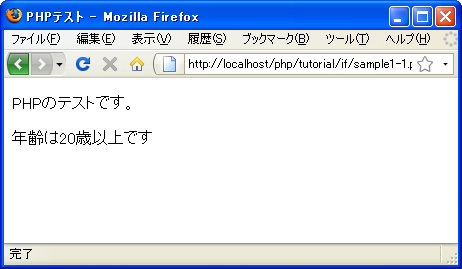 PHPテスト - Mozilla Firefox
ファイル(F) 編集(E) 表示(V) 履歴(S) ブックマーク(B) ツール(T) ヘルプ(H)
http://localhost/php/tutorial/if/sample1-1.p
PHPのテストです。
年齢は20歳以上です
完了